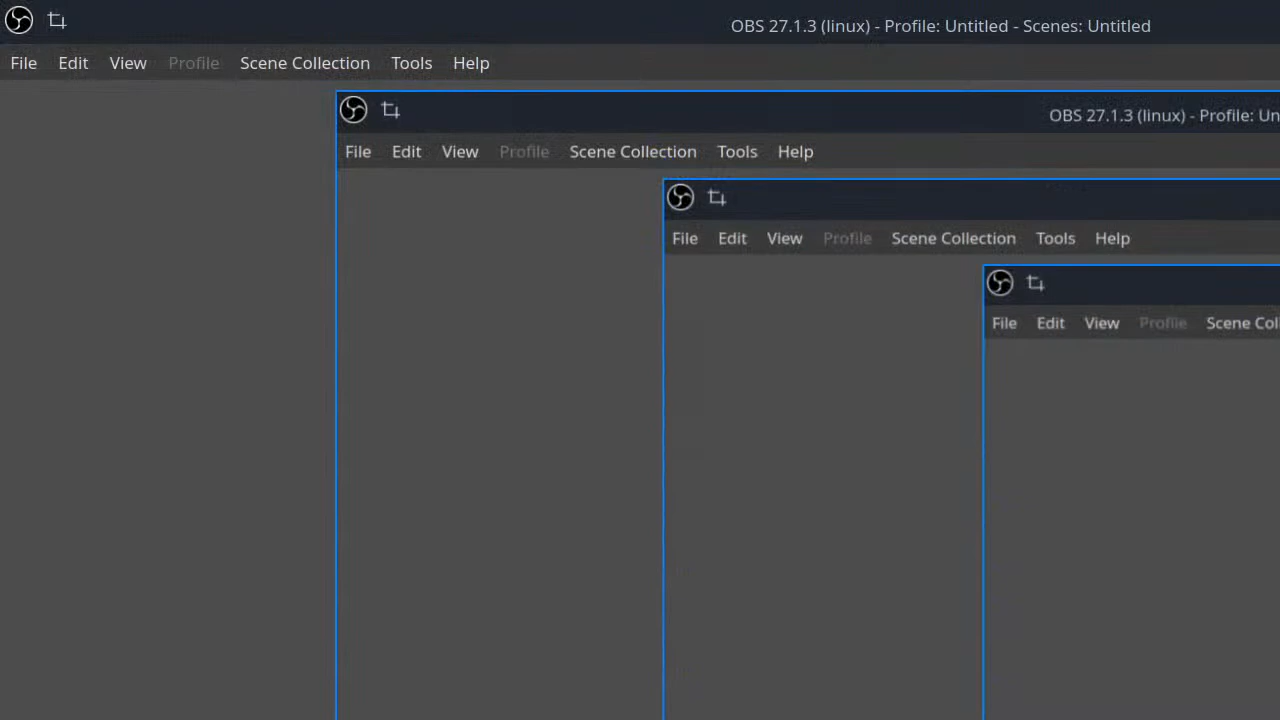 OBS 27.1.3 (linux) - Profile: Untitled - Scenes: Untitled
File Edit View Profile Scene Collection Tools Help
OBS 27.1.3 (linux) - Profile: Un
File Edit View Profile Scene Collection Tools Help
File Edit View Profile Scene Collection Tools Help
File Edit View Profile Scene Col